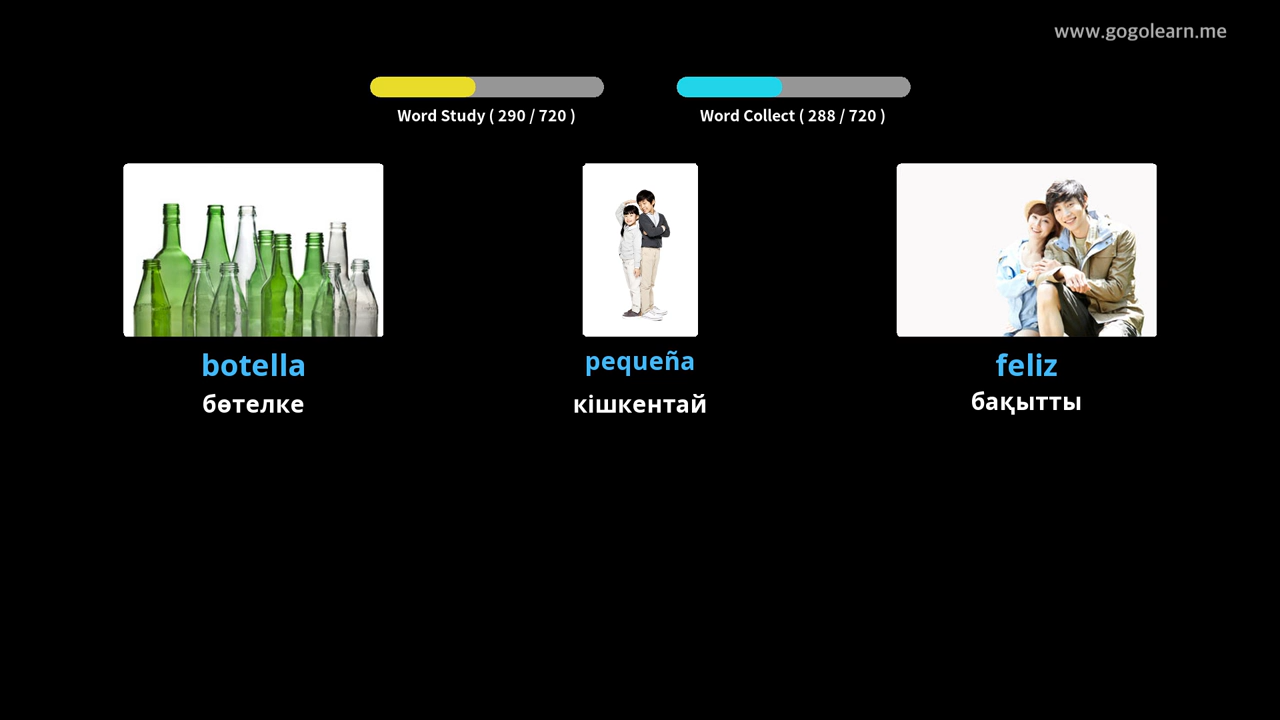 www.gogolearn.me
Word Study ( 290 / 720 )
Word Collect ( 288 / 720 )
botella
бөтелке
pequeña
кішкентай
feliz
бақытты